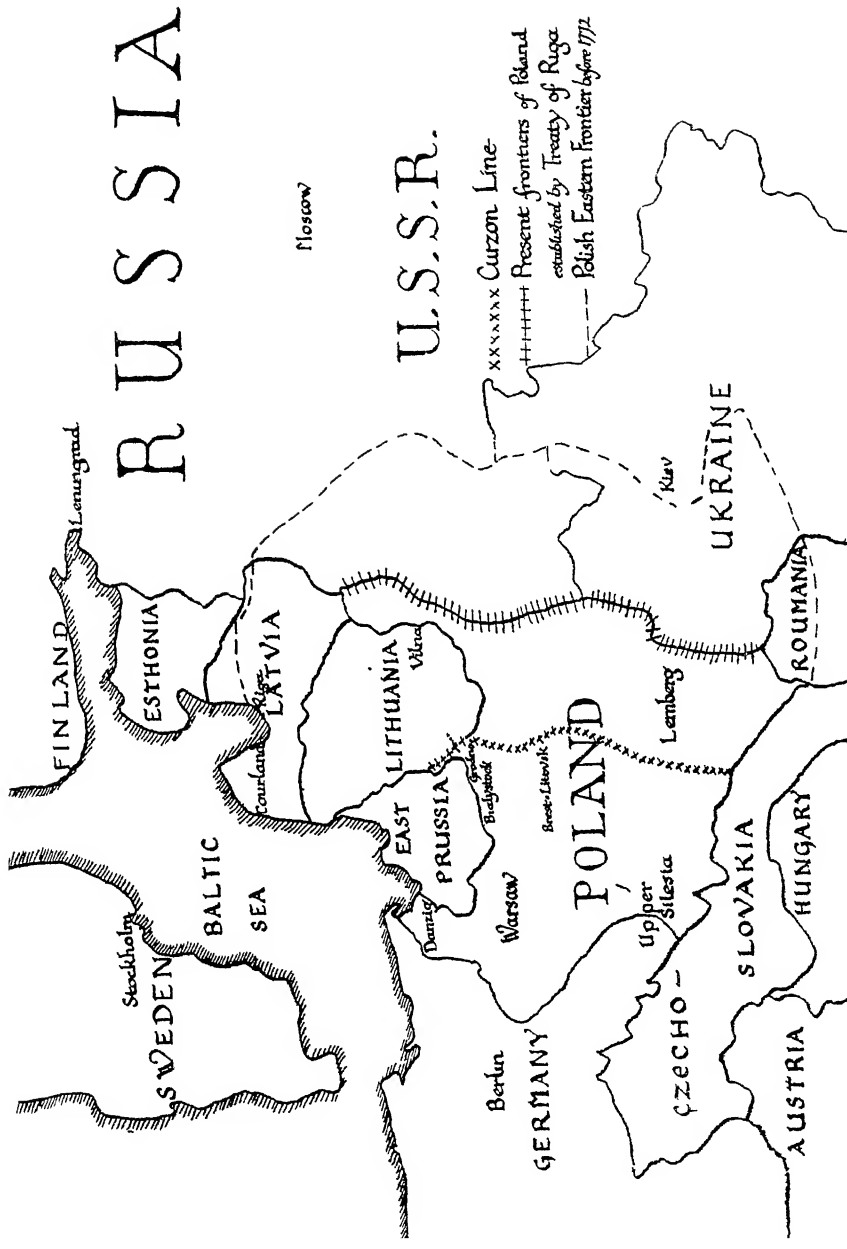 RUSSIA
FINLAND
Leningrad
Moscow
Stockholm
SWEDEN
ESTHONIA
BALTIC
SEA
Riga
LATVIA
Courland
U.S.S.R.
LITHUANIA
Vilna
EAST
PRUSSIA
Danzig
Grodno
Bialystock
Curzon Line
Present frontiers of Poland
established by Treaty of Riga
Polish Eastern Frontier before 1772
Berlin
GERMANY
Warsaw
Brest-Litovik
POLAND
Upper
Silesia
Lemberg
Kiev
UKRAINE
CZECHO-
SLOVAKIA
AUSTRIA
HUNGARY
ROUMANIA